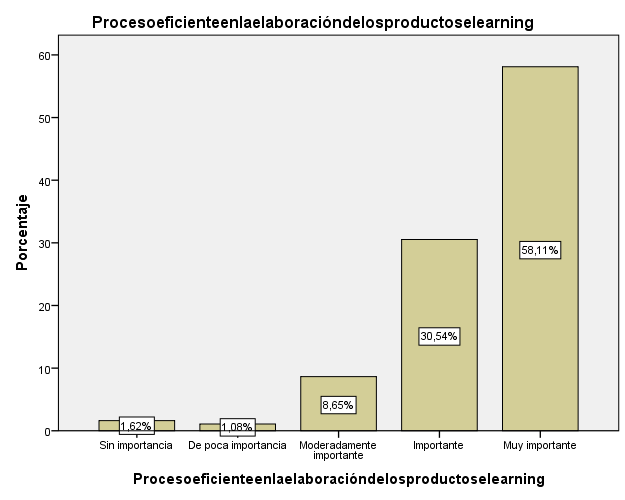 Procesoeficienteenlaelaboracióndelosproductoselearning
60
50
40
30
20
10
0
Porcentaje
1,62%
1,08%
8,65%
30,54%
58,11%
Sin importancia
De poca importancia
Moderadamente
importante
Importante
Muy importante
Procesoeficienteenlaelaboracióndelosproductoselearning